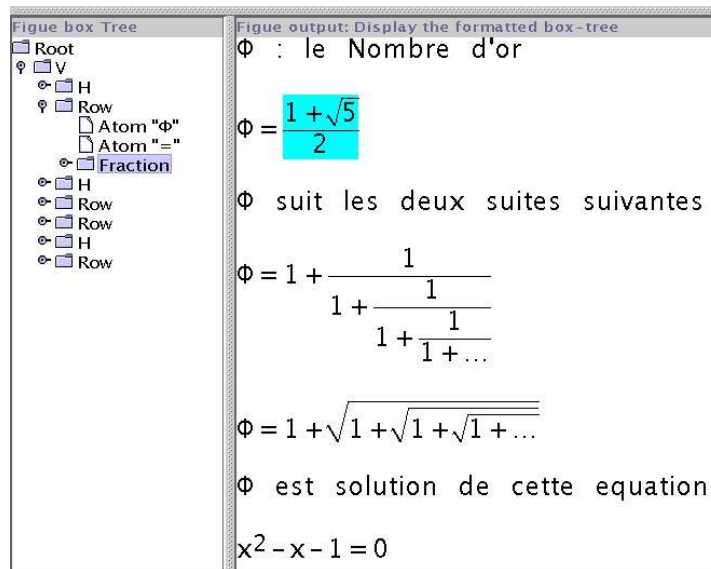 Figue box Tree
Root
V
H
Row
Atom "Φ"
Atom "="
Fraction
H
Row
Row
H
Row
Figue output: Display the formatted box-tree
Φ : le Nombre d'or
Φ = (1 + √5)/2
Φ suit les deux suites suivantes
Φ = 1 + 1/(1 + 1/(1 + 1/(1 + ...)))
Φ = 1 + √(1 + √(1 + √(1 + ...)))
Φ est solution de cette equation
x² - x - 1 = 0